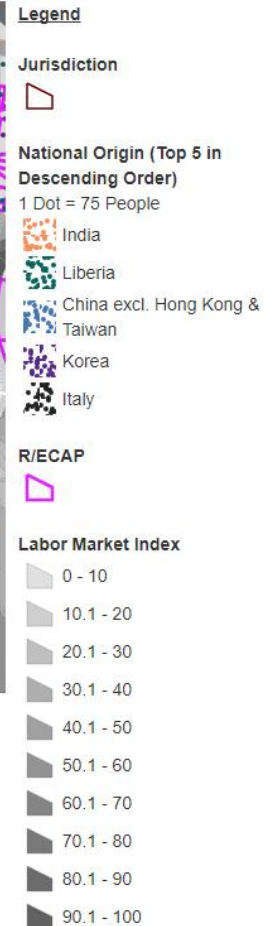 Legend
Jurisdiction
National Origin (Top 5 in
Descending Order)
1 Dot = 75 People
India
Liberia
China excl. Hong Kong &
Taiwan
Korea
Italy
R/ECAP
Labor Market Index
0 - 10
10.1 - 20
20.1 - 30
30.1 - 40
40.1 - 50
50.1 - 60
60.1 - 70
70.1 - 80
80.1 - 90
90.1 - 100